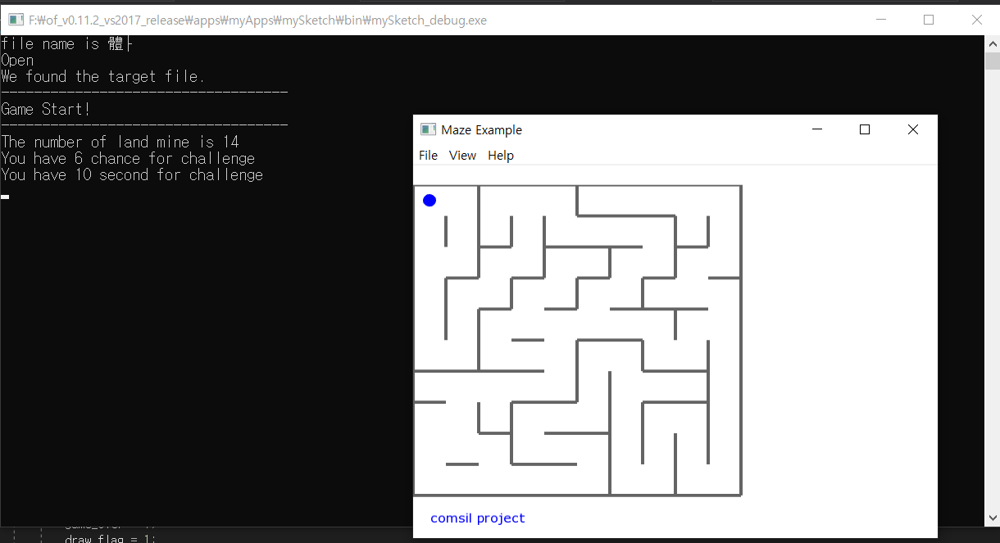 F:₩of_v0.11.2_vs2017_release₩apps₩myApps₩mySketch₩bin₩mySketch_debug.exe
file name is 體├
Open
We found the target file.
-----------------------------------
Game Start!
-----------------------------------
The number of land mine is 14
You have 6 chance for challenge
You have 10 second for challenge
Maze Example
File View Help
comsil project
draw_flag = 1;